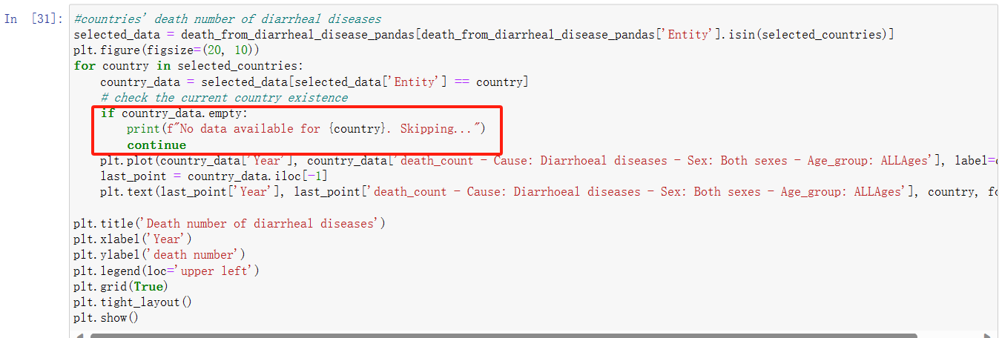 In [31]: #countries' death number of diarrheal diseases
selected_data = death_from_diarrheal_disease_pandas[death_from_diarrheal_disease_pandas['Entity'].isin(selected_countries)]
plt.figure(figsize=(20, 10))
for country in selected_countries:
    country_data = selected_data[selected_data['Entity'] == country]
    # check the current country existence
    if country_data.empty:
        print(f"No data available for {country}. Skipping...")
        continue
    plt.plot(country_data['Year'], country_data['death_count - Cause: Diarrhoeal diseases - Sex: Both sexes - Age_group: ALLAges'], label=
    last_point = country_data.iloc[-1]
    plt.text(last_point['Year'], last_point['death_count - Cause: Diarrhoeal diseases - Sex: Both sexes - Age_group: ALLAges'], country,
plt.title('Death number of diarrheal diseases')
plt.xlabel('Year')
plt.ylabel('death number')
plt.legend(loc='upper left')
plt.grid(True)
plt.tight_layout()
plt.show()